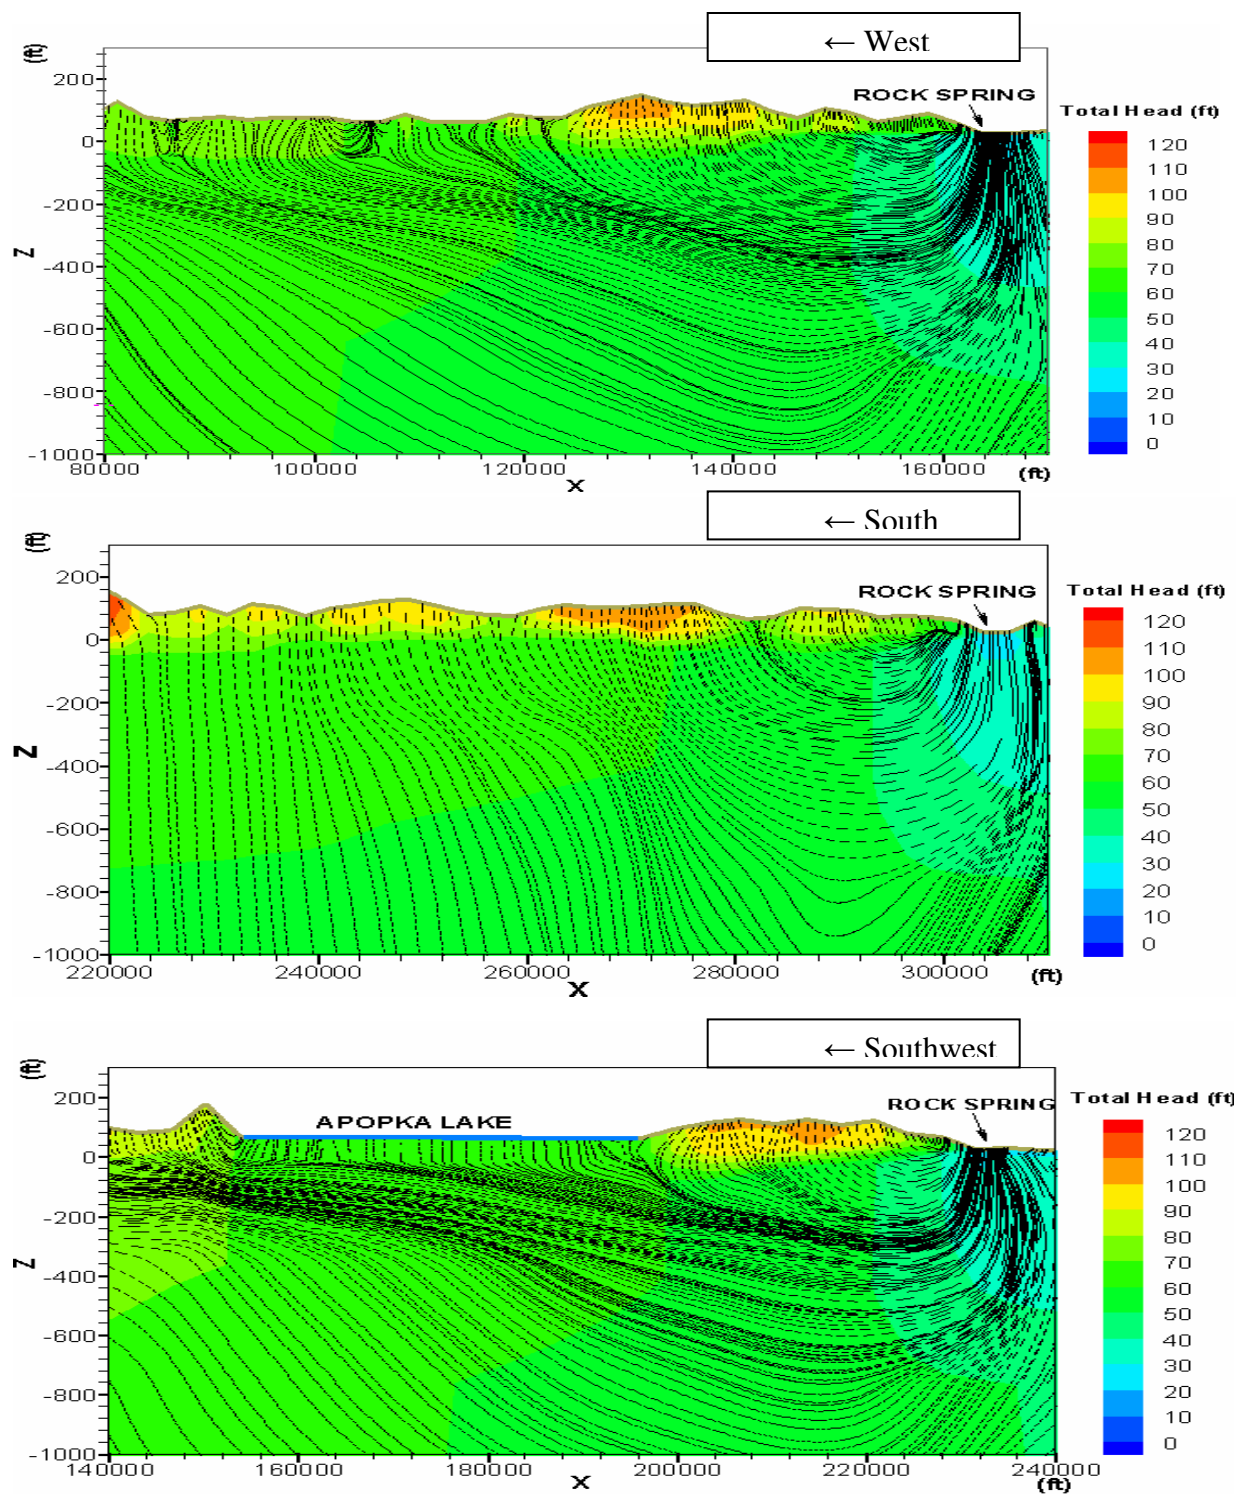 ← West
(ft)
200
0
-200
-400
-600
-800
-1000
Z
ROCK SPRING
Total Head (ft)
120
110
100
90
80
70
60
50
40
30
20
10
0
80000 100000 120000 140000 160000 (ft)
X
← South
(ft)
200
0
-200
-400
-600
-800
-1000
Z
ROCK SPRING
Total Head (ft)
120
110
100
90
80
70
60
50
40
30
20
10
0
220000 240000 260000 280000 300000 (ft)
X
← Southwest
(ft)
200
0
-200
-400
-600
-800
-1000
Z
APOPKA LAKE
ROCK SPRING
Total Head (ft)
120
110
100
90
80
70
60
50
40
30
20
10
0
140000 160000 180000 200000 220000 240000
X (ft)